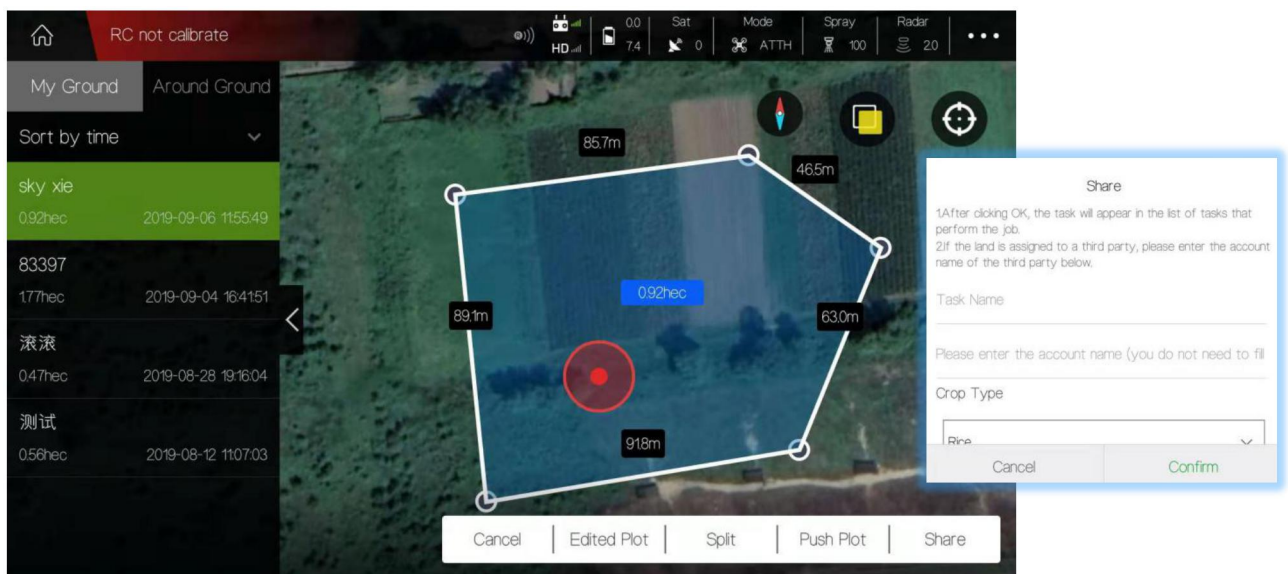 RC not calibrate
HD
0.0
7.4
Sat
0
Mode
ATTH
Spray
100
Radar
20
My Ground
Around Ground
Sort by time
sky xie
0.92hec 2019-09-06 11:55:49
83397
1.77hec 2019-09-04 16:41:51
滚滚
0.47hec 2019-08-28 19:16:04
测试
0.56hec 2019-08-12 11:07:03
85.7m
46.5m
0.92hec
89.1m
63.0m
91.8m
Cancel
Edited Plot
Split
Push Plot
Share
Share
1.After clicking OK, the task will appear in the list of tasks that
perform the job.
2.If the land is assigned to a third party, please enter the account
name of the third party below.
Task Name
Please enter the account name (you do not need to fill
Crop Type
Rice
Cancel
Confirm